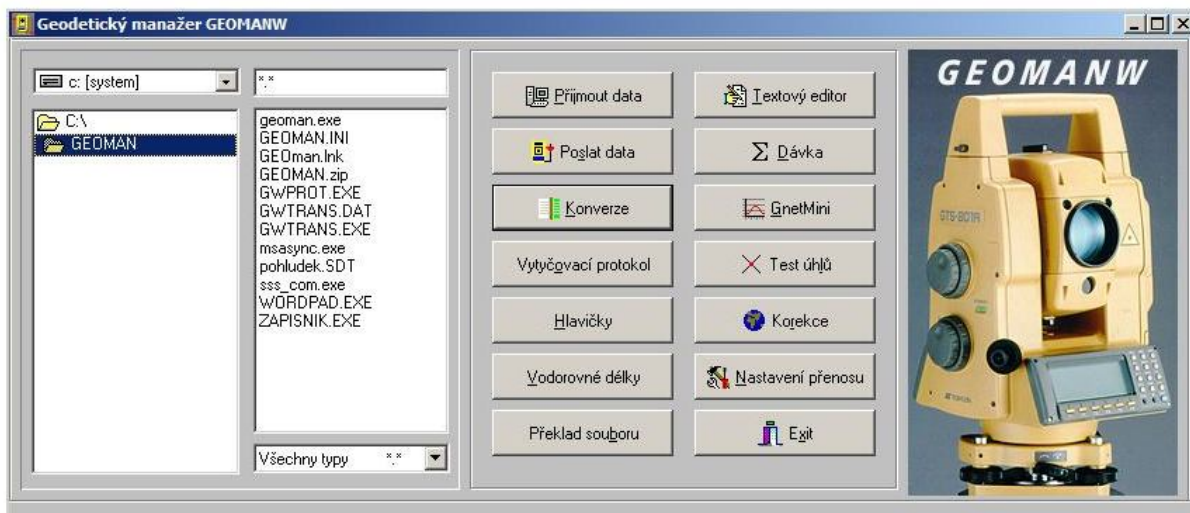 Geodetický manažer GEOMANW
c: [system]
*.*
C:\
GEOMAN
geoman.exe
GEOMAN.INI
GEOman.lnk
GEOMAN.zip
GWPROT.EXE
GWTRANS.DAT
GWTRANS.EXE
msasync.exe
pohludek.SDT
sss_com.exe
WORDPAD.EXE
ZAPISNIK.EXE
Všechny typy *.*
Přijmout data
Textový editor
Poslat data
Σ Dávka
Konverze
GnetMini
Vytyčovací protokol
Test úhlů
Hlavičky
Korekce
Vodorovné délky
Nastavení přenosu
Překlad souboru
Exit
GEOMANW
GTS-801R
TOPCON